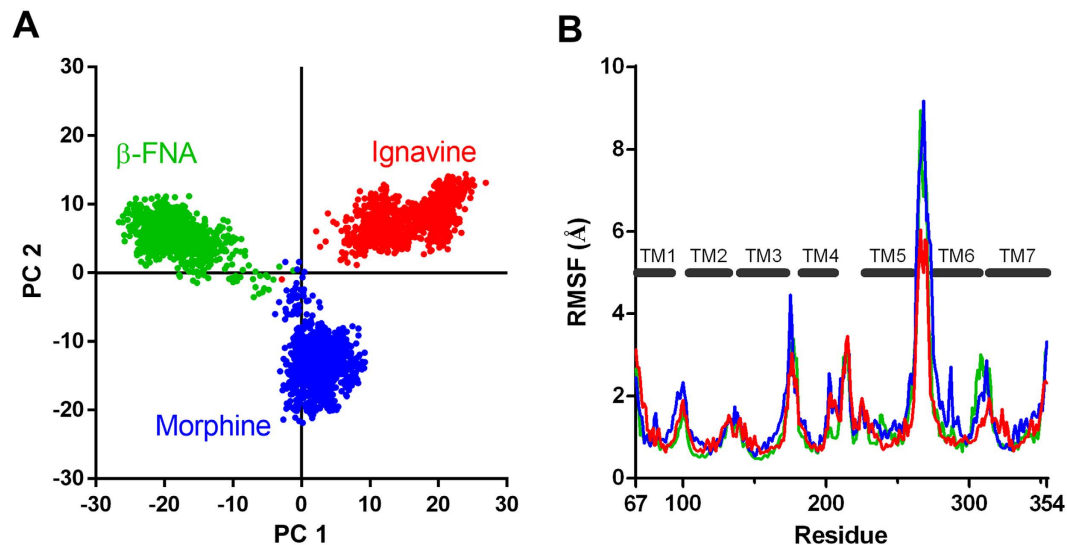 A
30
20
10
0
-10
-20
-30
PC 2
β-FNA
Ignavine
Morphine
-30 -20 -10 0 10 20 30
PC 1
B
10
8
6
4
2
0
RMSF (Å)
TM1 TM2 TM3 TM4 TM5 TM6 TM7
67 100 200 300 354
Residue